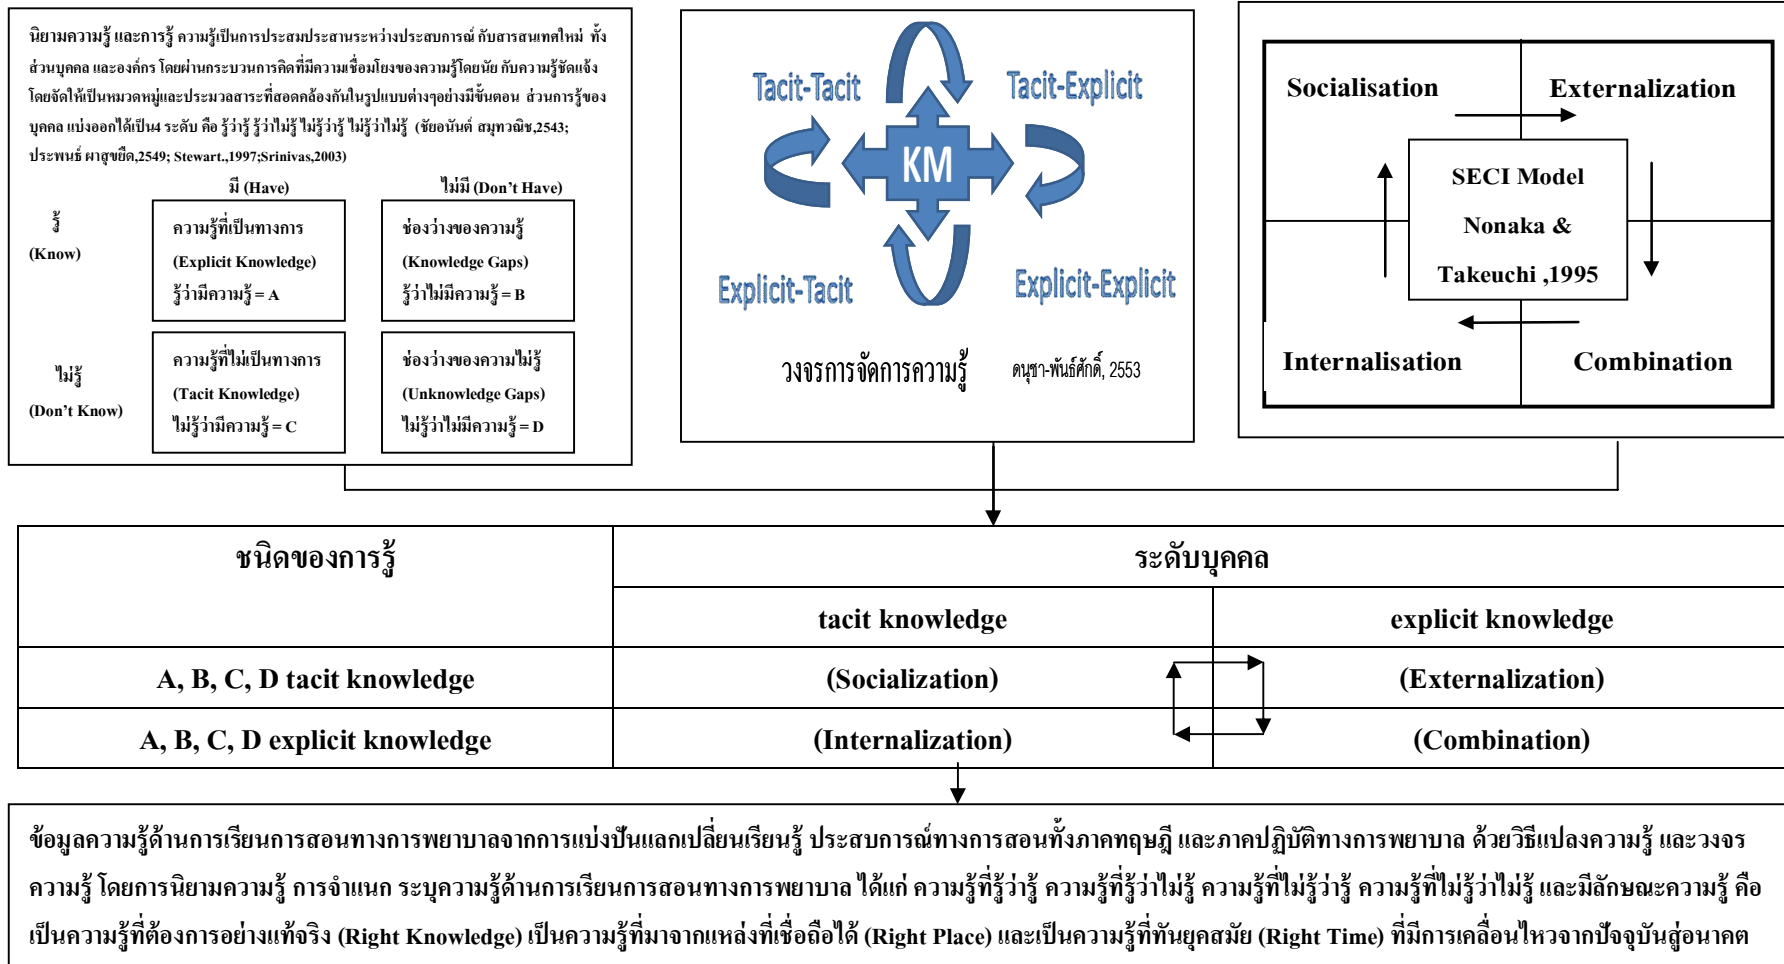 นิยามความรู้ และการรู้ ความรู้เป็นการประสมประสานระหว่างประสบการณ์ กับสารสนเทศใหม่ ทั้ง
ส่วนบุคคล และองค์กร โดยผ่านกระบวนการคิดที่มีความเชื่อมโยงของความรู้โดยนัย กับความรู้ชัดแจ้ง
โดยจัดให้เป็นหมวดหมู่และประมวลสาระที่สอดคล้องกันในรูปแบบต่างๆอย่างมีขั้นตอน ส่วนการรู้ของ
บุคคล แบ่งออกได้เป็น4 ระดับ คือ รู้ว่ารู้ รู้ว่าไม่รู้ ไม่รู้ว่ารู้ ไม่รู้ว่าไม่รู้ (ชัยอนันต์ สมุทวณิช,2543;
ประพนธ์ ผาสุขยืด,2549; Stewart.,1997;Srinivas,2003)
มี (Have)
ไม่มี (Don't Have)
รู้
(Know)
ความรู้ที่เป็นทางการ
(Explicit Knowledge)
รู้ว่ามีความรู้ = A
ช่องว่างของความรู้
(Knowledge Gaps)
รู้ว่าไม่มีความรู้ = B
ไม่รู้
(Don't Know)
ความรู้ที่ไม่เป็นทางการ
(Tacit Knowledge)
ไม่รู้ว่ามีความรู้ = C
ช่องว่างของความไม่รู้
(Unknowledge Gaps)
ไม่รู้ว่าไม่มีความรู้ = D
Tacit-Tacit
Tacit-Explicit
KM
Explicit-Tacit
Explicit-Explicit
วงจรการจัดการความรู้ ดนุชา-พันธ์ศักดิ์, 2553
Socialisation
Externalization
SECI Model
Nonaka &
Takeuchi ,1995
Internalisation
Combination
ชนิดของการรู้
ระดับบุคคล
tacit knowledge
explicit knowledge
A, B, C, D tacit knowledge
(Socialization)
(Externalization)
A, B, C, D explicit knowledge
(Internalization)
(Combination)
ข้อมูลความรู้ด้านการเรียนการสอนทางการพยาบาลจากการแบ่งปันแลกเปลี่ยนเรียนรู้ ประสบการณ์ทางการสอนทั้งภาคทฤษฎี และภาคปฏิบัติทางการพยาบาล ด้วยวิธีแปลงความรู้ และวงจร
ความรู้ โดยการนิยามความรู้ การจำแนก ระบุความรู้ด้านการเรียนการสอนทางการพยาบาล ได้แก่ ความรู้ที่รู้ว่ารู้ ความรู้ที่รู้ว่าไม่รู้ ความรู้ที่ไม่รู้ว่ารู้ ความรู้ที่ไม่รู้ว่าไม่รู้ และมีลักษณะความรู้ คือ
เป็นความรู้ที่ต้องการอย่างแท้จริง (Right Knowledge) เป็นความรู้ที่มาจากแหล่งที่เชื่อถือได้ (Right Place) และเป็นความรู้ที่ทันยุคสมัย (Right Time) ที่มีการเคลื่อนไหวจากปัจจุบันสู่อนาคต